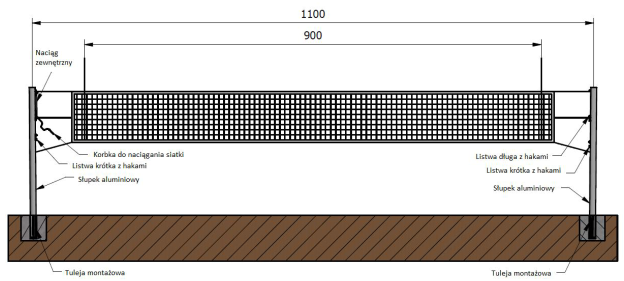 1100
900
Naciąg
zewnętrzny
Korbka do naciągania siatki
Listwa krótka z hakami
Słupek aluminiowy
Listwa długa z hakami
Listwa krótka z hakami
Słupek aluminiowy
Tuleja montażowa
Tuleja montażowa